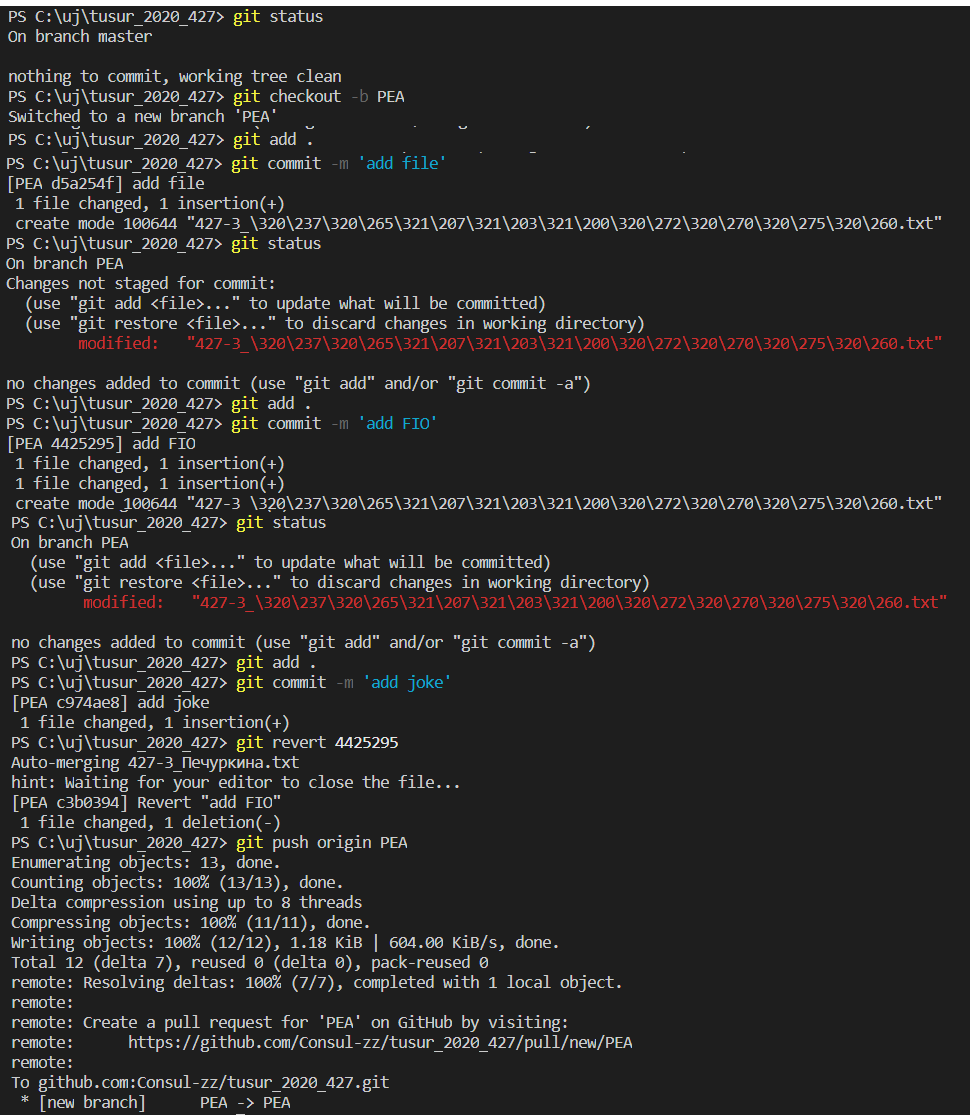 PS C:\uj\tusur_2020_427> git status
On branch master

nothing to commit, working tree clean
PS C:\uj\tusur_2020_427> git checkout -b PEA
Switched to a new branch 'PEA'
PS C:\uj\tusur_2020_427> git add .
PS C:\uj\tusur_2020_427> git commit -m 'add file'
[PEA d5a254f] add file
 1 file changed, 1 insertion(+)
 create mode 100644 "427-3_\320\237\320\265\321\207\321\203\321\200\320\272\320\270\320\275\320\260.txt"
PS C:\uj\tusur_2020_427> git status
On branch PEA
Changes not staged for commit:
  (use "git add <file>..." to update what will be committed)
  (use "git restore <file>..." to discard changes in working directory)
        modified:   "427-3_\320\237\320\265\321\207\321\203\321\200\320\272\320\270\320\275\320\260.txt"

no changes added to commit (use "git add" and/or "git commit -a")
PS C:\uj\tusur_2020_427> git add .
PS C:\uj\tusur_2020_427> git commit -m 'add FIO'
[PEA 4425295] add FIO
 1 file changed, 1 insertion(+)
 1 file changed, 1 insertion(+)
 create mode 100644 "427-3 \320\237\320\265\321\207\321\203\321\200\320\272\320\270\320\275\320\260.txt"
PS C:\uj\tusur_2020_427> git status
On branch PEA
  (use "git add <file>..." to update what will be committed)
  (use "git restore <file>..." to discard changes in working directory)
        modified:   "427-3_\320\237\320\265\321\207\321\203\321\200\320\272\320\270\320\275\320\260.txt"

no changes added to commit (use "git add" and/or "git commit -a")
PS C:\uj\tusur_2020_427> git add .
PS C:\uj\tusur_2020_427> git commit -m 'add joke'
[PEA c974ae8] add joke
 1 file changed, 1 insertion(+)
PS C:\uj\tusur_2020_427> git revert 4425295
Auto-merging 427-3_Печуркина.txt
hint: Waiting for your editor to close the file...
[PEA c3b0394] Revert "add FIO"
 1 file changed, 1 deletion(-)
PS C:\uj\tusur_2020_427> git push origin PEA
Enumerating objects: 13, done.
Counting objects: 100% (13/13), done.
Delta compression using up to 8 threads
Compressing objects: 100% (11/11), done.
Writing objects: 100% (12/12), 1.18 KiB | 604.00 KiB/s, done.
Total 12 (delta 7), reused 0 (delta 0), pack-reused 0
remote: Resolving deltas: 100% (7/7), completed with 1 local object.
remote:
remote: Create a pull request for 'PEA' on GitHub by visiting:
remote:      https://github.com/Consul-zz/tusur_2020_427/pull/new/PEA
remote:
To github.com:Consul-zz/tusur_2020_427.git
 * [new branch]      PEA -> PEA